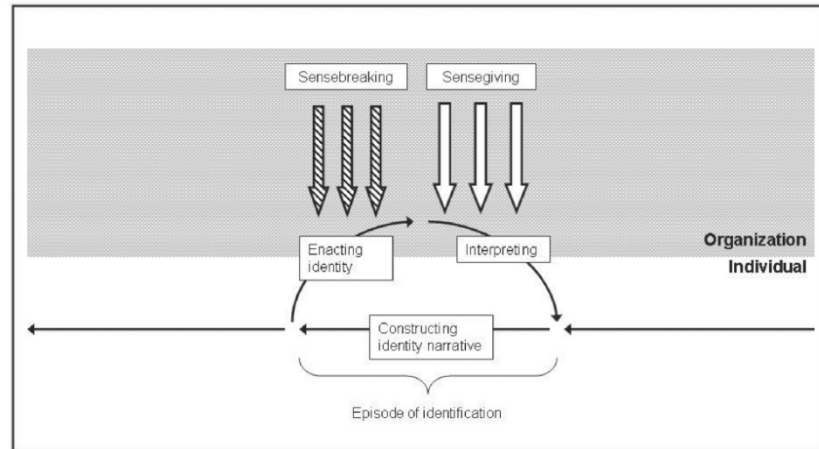 Sensebreaking
Sensegiving
Organization
Individual
Enacting
identity
Interpreting
Constructing
identity narrative
Episode of identification